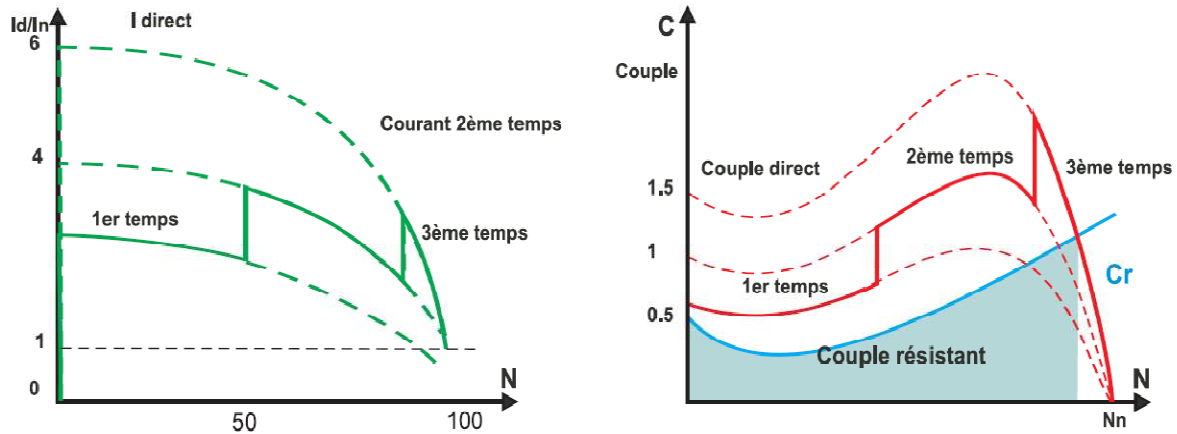 Id/In
I direct
6
Courant 2ème temps
4
1er temps
3ème temps
1
0
N
50
100
C
Couple
2ème temps
Couple direct
3ème temps
1.5
1
1er temps
Cr
0.5
Couple résistant
N
Nn